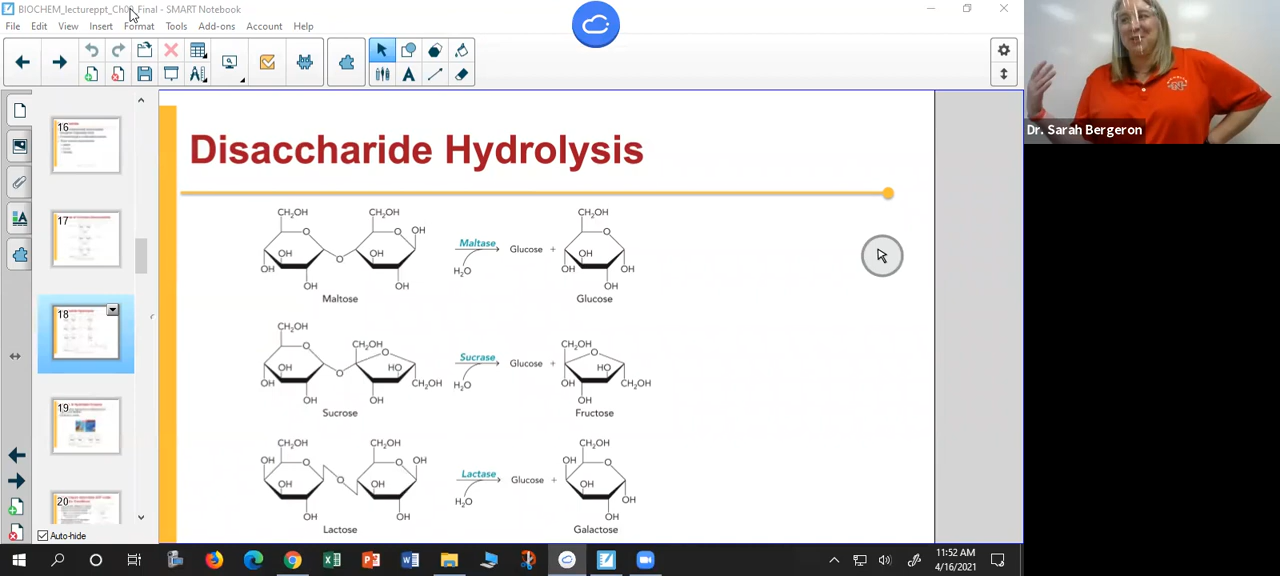 BIOCHEM_lectureppt_Ch03_Final - SMART Notebook
File Edit View Insert Format Tools Add-ons Account Help
Dr. Sarah Bergeron
16
17
18
19
20
Auto-hide
Disaccharide Hydrolysis
CH₂OH CH₂OH CH₂OH
O O OH O
OH OH Maltase Glucose + OH
OH O H₂O OH OH
OH OH OH
Maltose Glucose
CH₂OH
O CH₂OH O CH₂OH O
OH HO Sucrase Glucose + HO
OH O CH₂OH H₂O OH CH₂OH
OH OH OH
Sucrose Fructose
CH₂OH CH₂OH CH₂OH
OH O O OH OH O
OH O OH Lactase Glucose + OH
H₂O OH
OH OH OH
Lactose Galactose
11:52 AM
4/16/2021